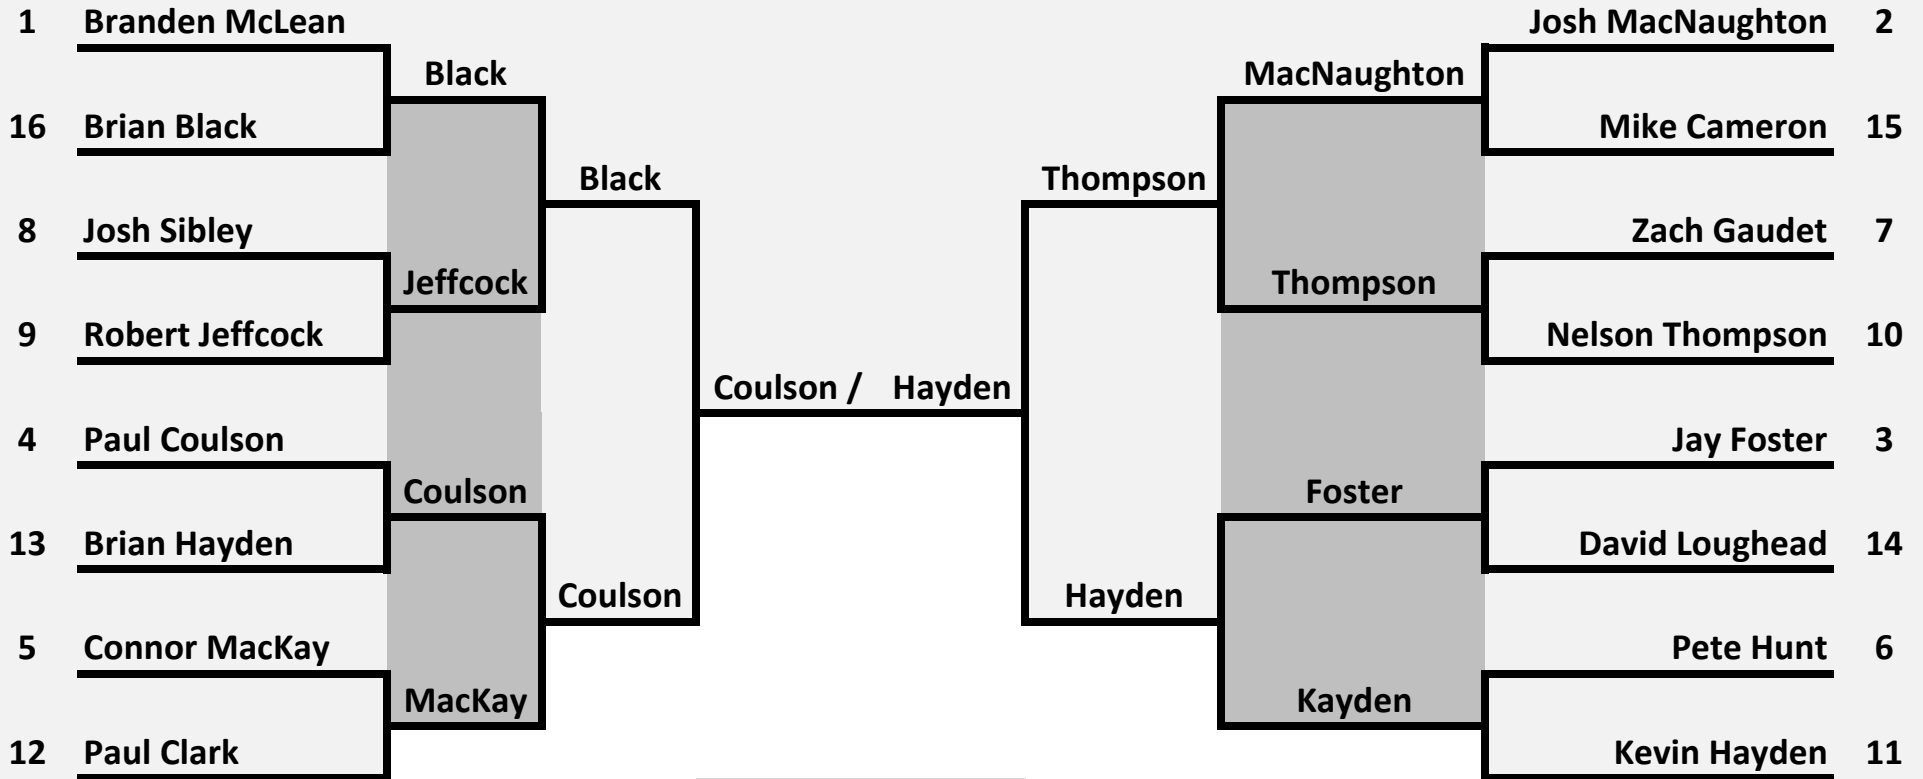 1 Branden McLean Josh MacNaughton 2
Black MacNaughton
16 Brian Black Mike Cameron 15
Black Thompson
8 Josh Sibley Zach Gaudet 7
Jeffcock Thompson
9 Robert Jeffcock Nelson Thompson 10
Coulson / Hayden
4 Paul Coulson Jay Foster 3
Coulson Foster
13 Brian Hayden David Loughead 14
Coulson Hayden
5 Connor MacKay Pete Hunt 6
MacKay Kayden
12 Paul Clark Kevin Hayden 11